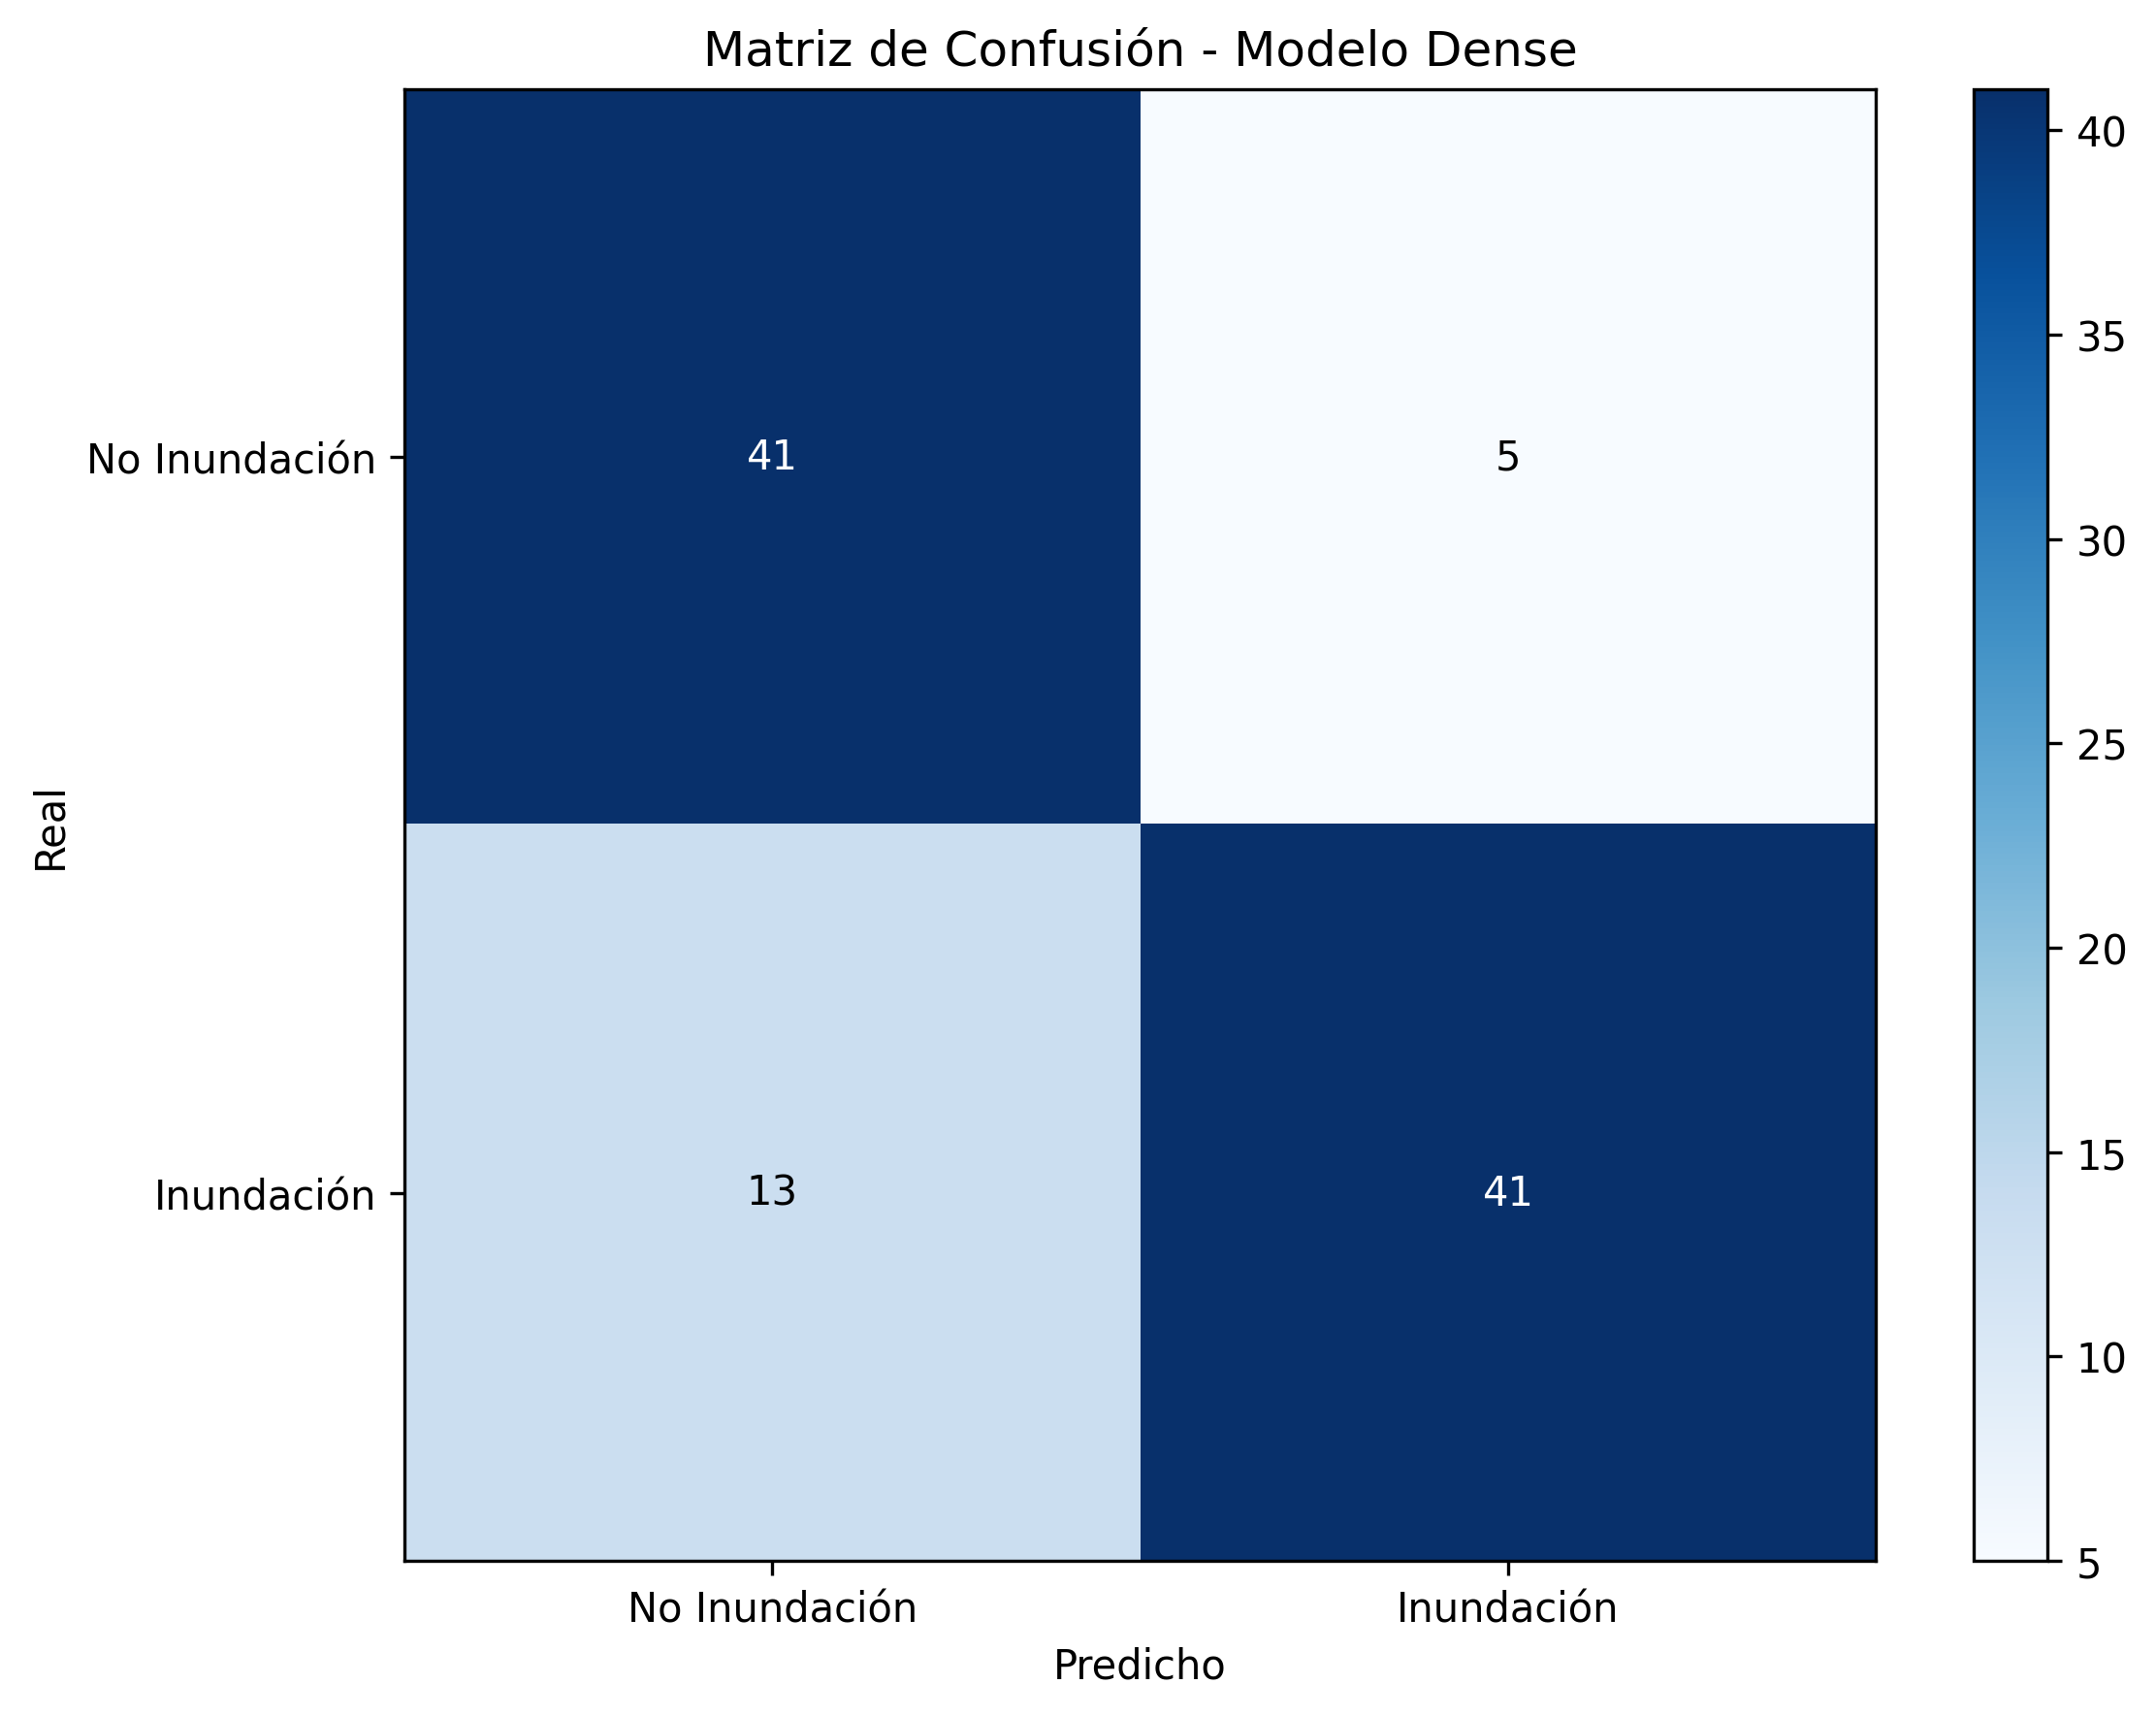 Matriz de Confusión - Modelo Dense
No Inundación
41
5
Real
Inundación
13
41
No Inundación
Inundación
Predicho
40
35
30
25
20
15
10
5